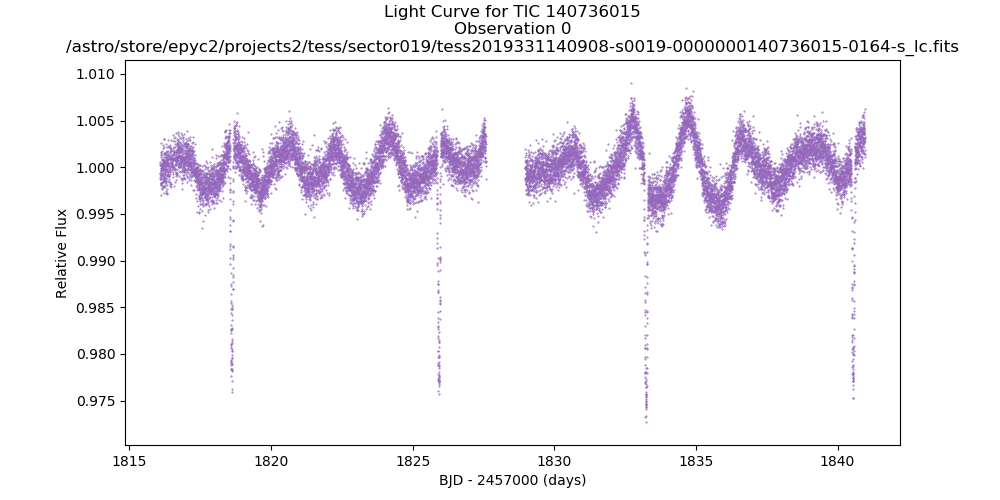 Light Curve for TIC 140736015
Observation 0
/astro/store/epyc2/projects2/tess/sector019/tess2019331140908-s0019-0000000140736015-0164-s_lc.fits
Relative Flux
1.010
1.005
1.000
0.995
0.990
0.985
0.980
0.975
1815
1820
1825
1830
1835
1840
BJD - 2457000 (days)